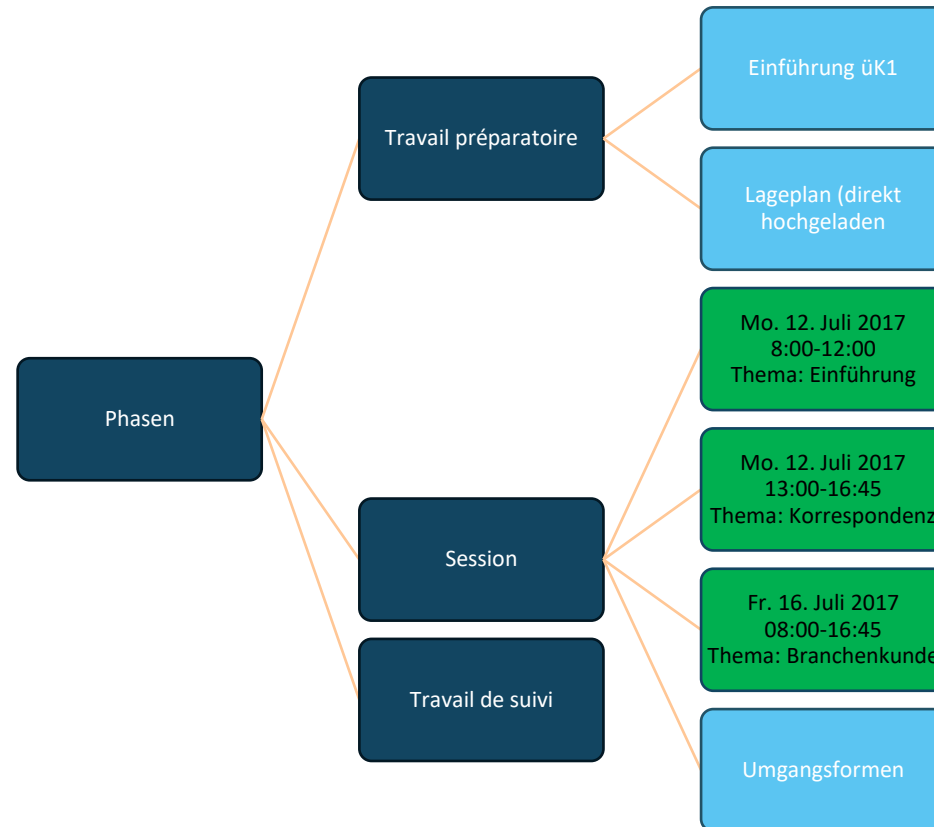 Einführung üK1
Travail préparatoire
Lageplan (direkt
hochgeladen
Mo. 12. Juli 2017
8:00-12:00
Thema: Einführung
Phasen
Mo. 12. Juli 2017
13:00-16:45
Thema: Korrespondenz
Session
Fr. 16. Juli 2017
08:00-16:45
Thema: Branchenkunde
Travail de suivi
Umgangsformen